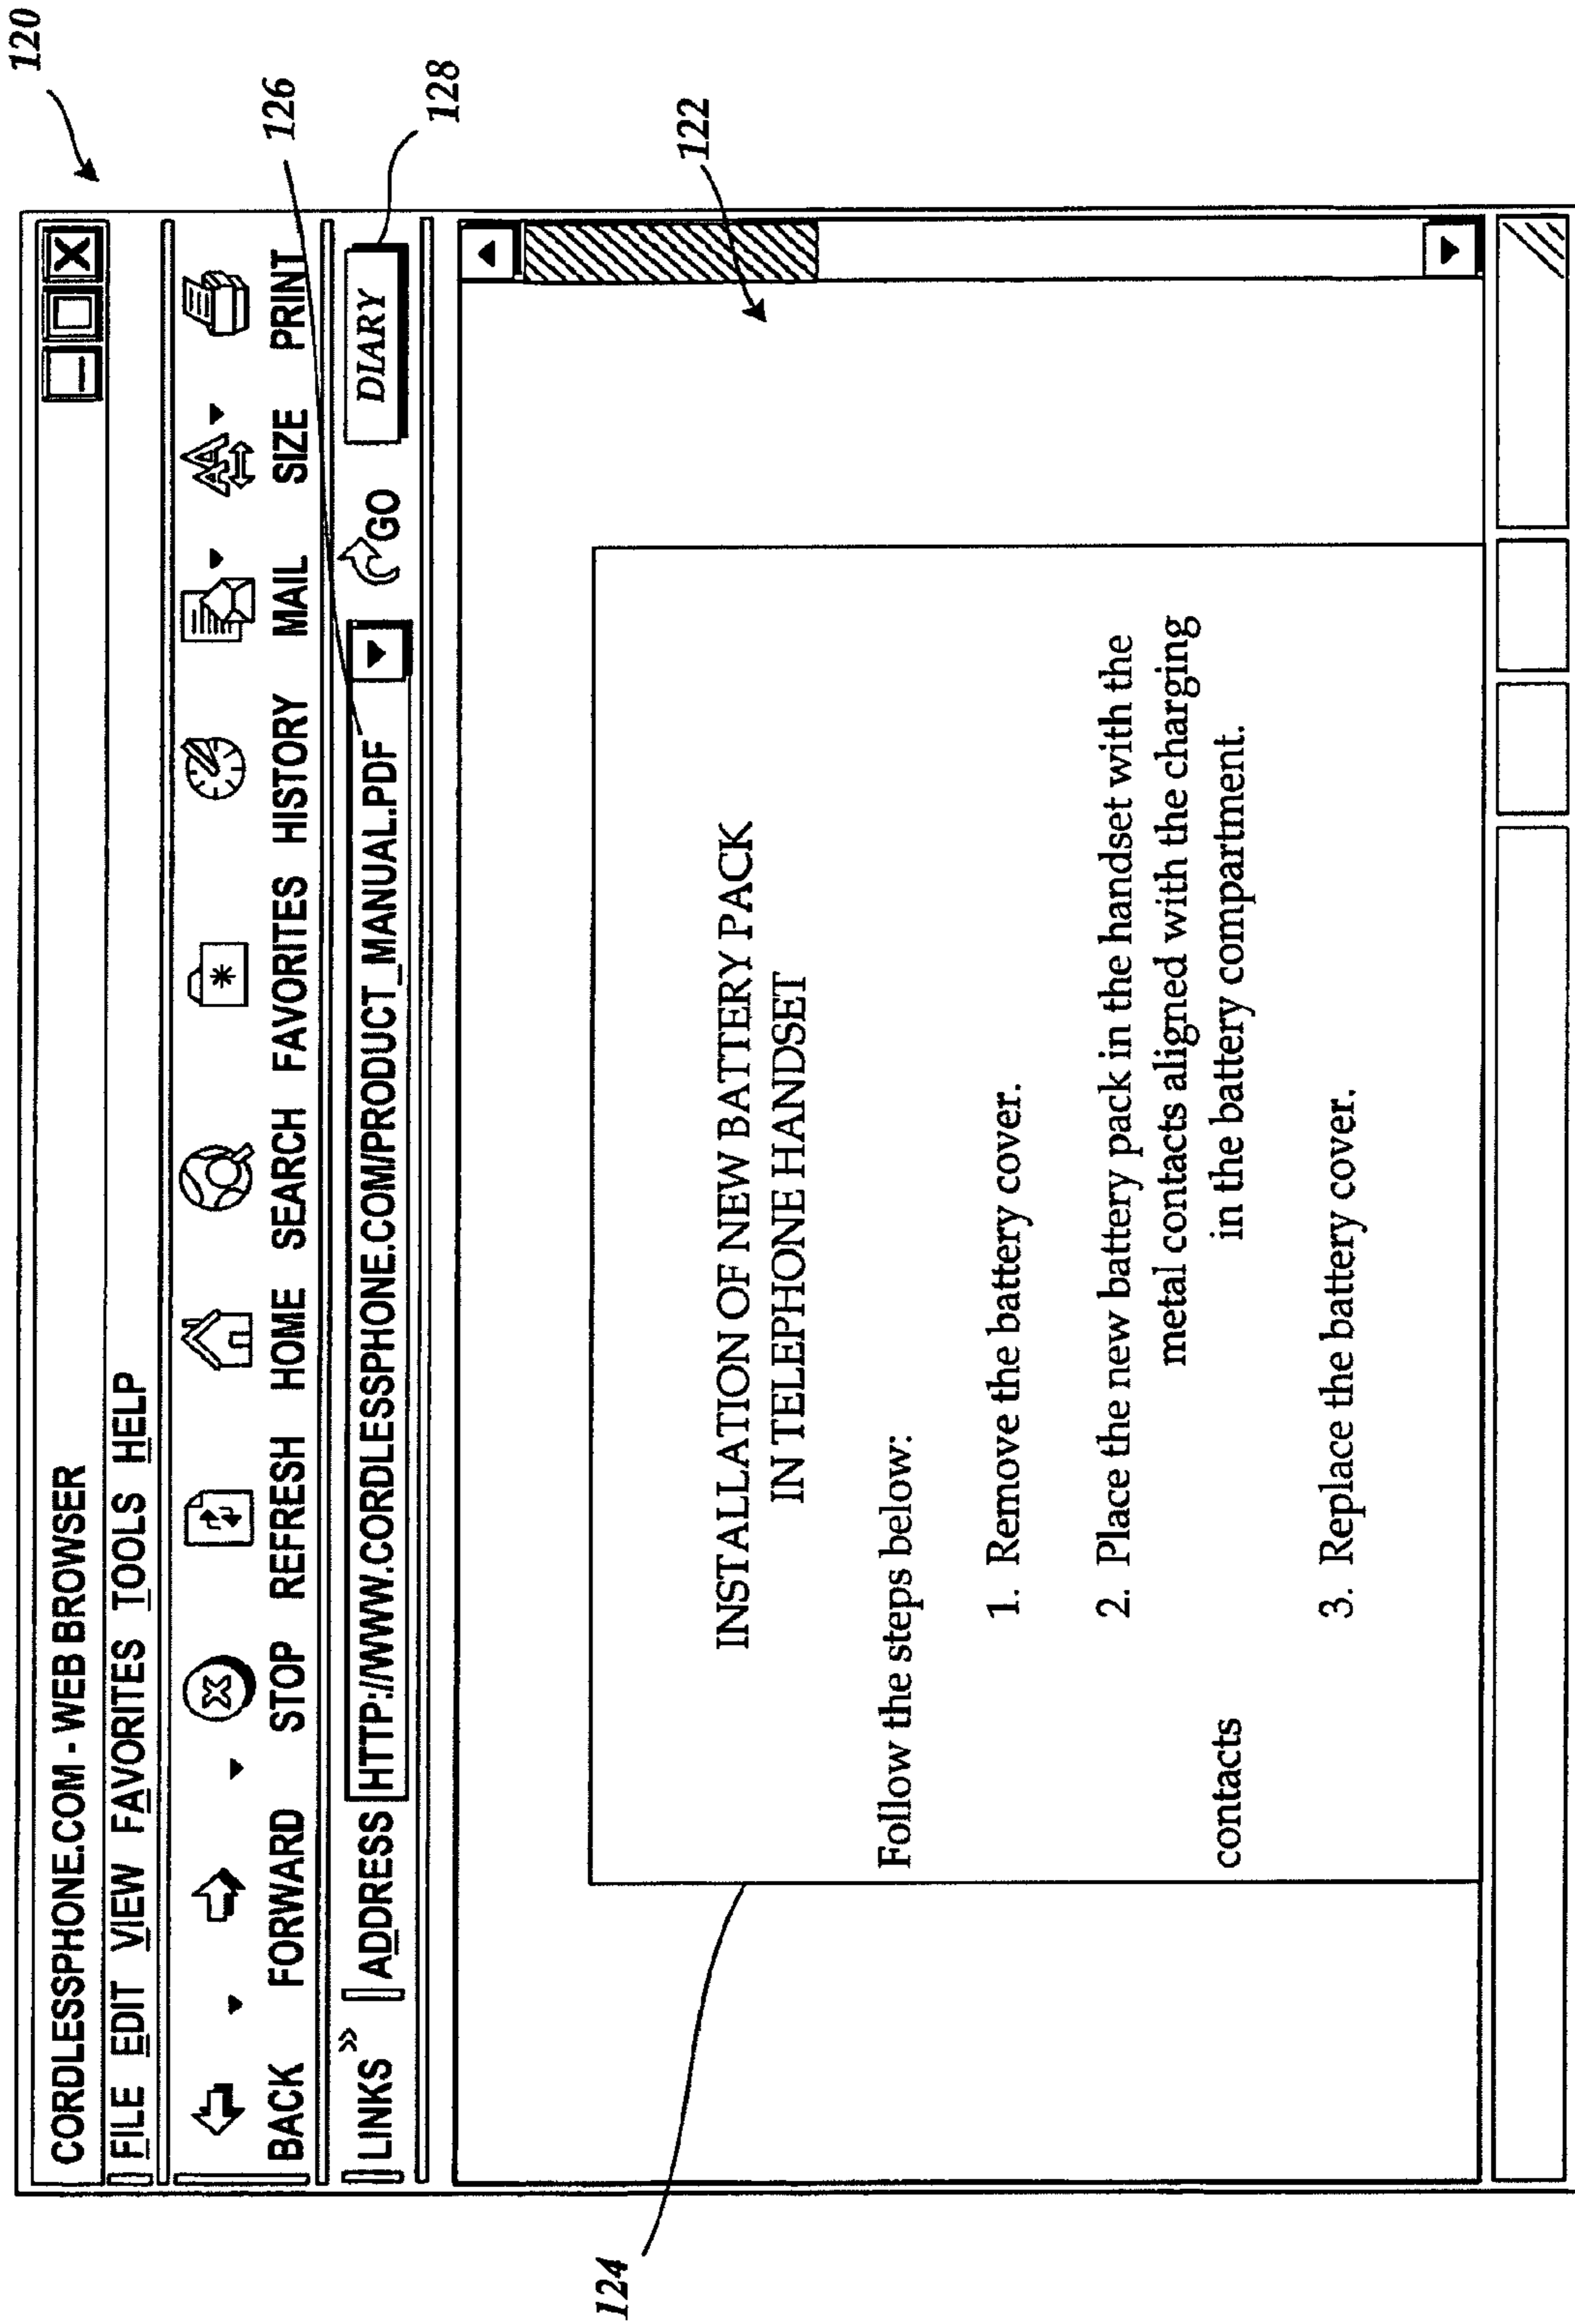 120
CORDLESSPHONE.COM - WEB BROWSER
FILE EDIT VIEW FAVORITES TOOLS HELP
BACK FORWARD STOP REFRESH HOME SEARCH FAVORITES HISTORY MAIL SIZE PRINT
126
LINKS » ADDRESS HTTP://WWW.CORDLESSPHONE.COM/PRODUCT_MANUAL.PDF GO DIARY
128
122
INSTALLATION OF NEW BATTERY PACK
IN TELEPHONE HANDSET
Follow the steps below:
1. Remove the battery cover.
2. Place the new battery pack in the handset with the
metal contacts aligned with the charging
contacts in the battery compartment.
3. Replace the battery cover.
124